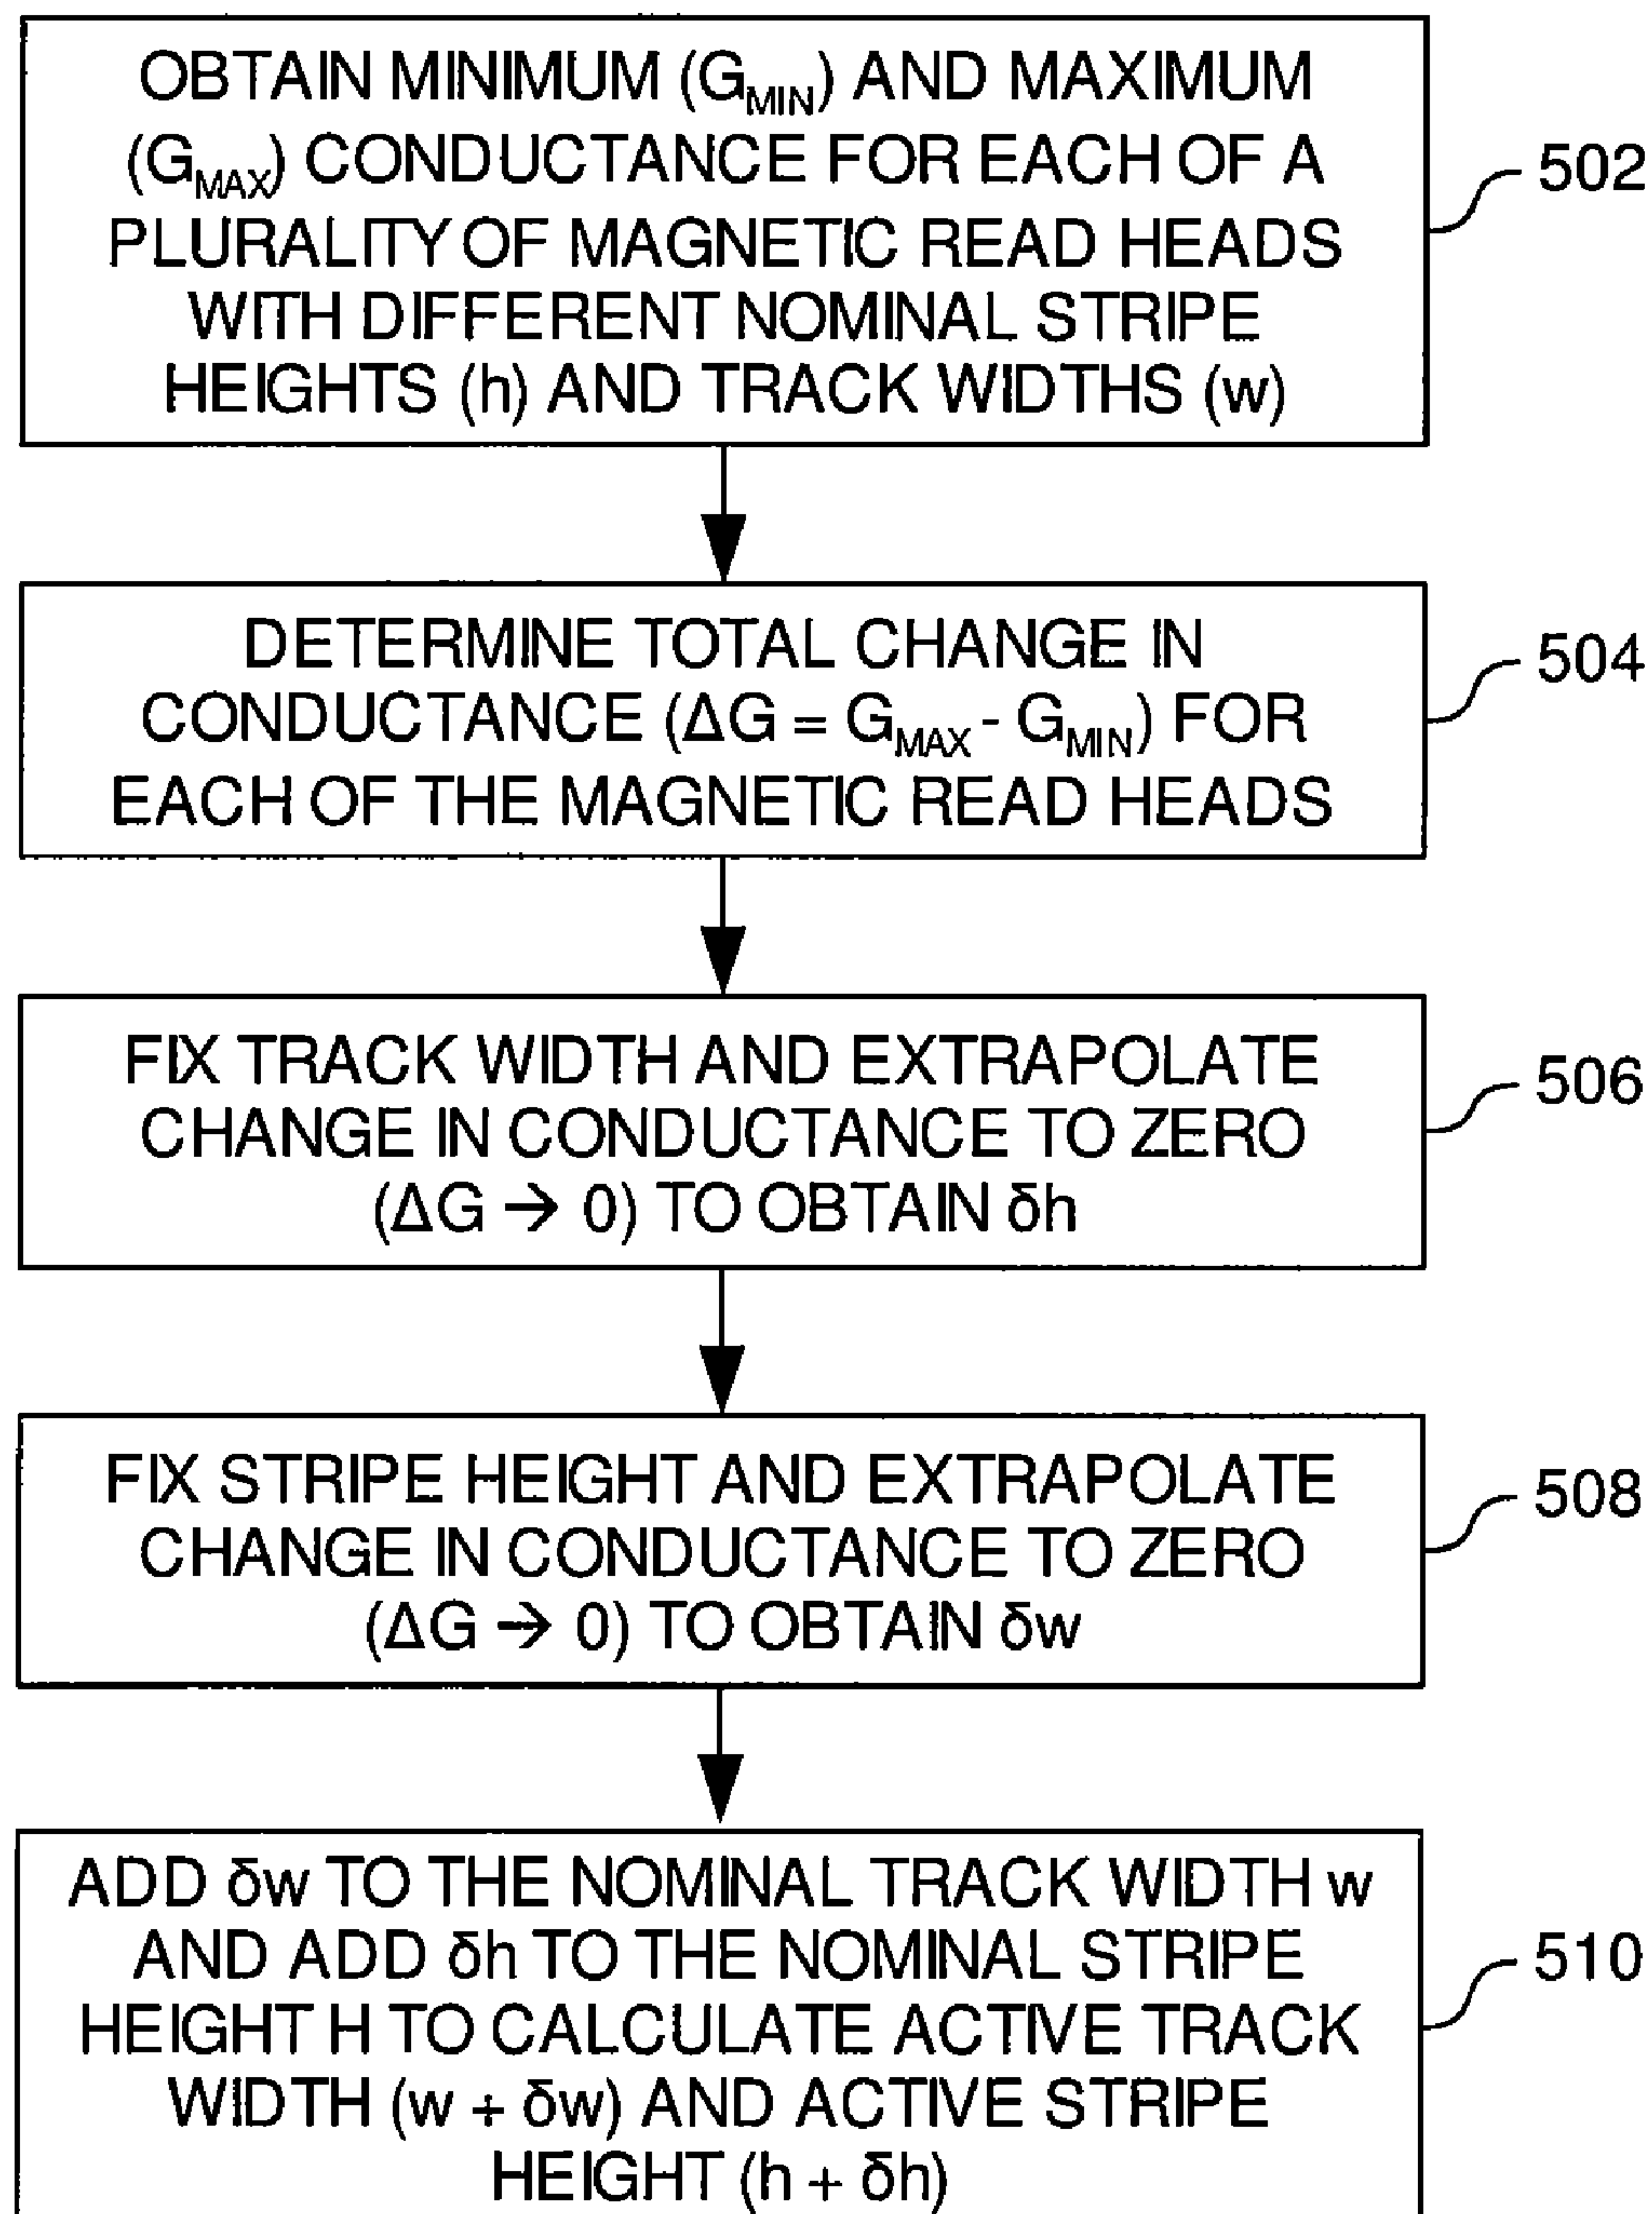 OBTAIN MINIMUM (GMIN) AND MAXIMUM
(GMAX) CONDUCTANCE FOR EACH OF A
PLURALITY OF MAGNETIC READ HEADS
WITH DIFFERENT NOMINAL STRIPE
HEIGHTS (h) AND TRACK WIDTHS (w)
502
DETERMINE TOTAL CHANGE IN
CONDUCTANCE (ΔG = GMAX - GMIN) FOR
EACH OF THE MAGNETIC READ HEADS
504
FIX TRACK WIDTH AND EXTRAPOLATE
CHANGE IN CONDUCTANCE TO ZERO
(ΔG → 0) TO OBTAIN δh
506
FIX STRIPE HEIGHT AND EXTRAPOLATE
CHANGE IN CONDUCTANCE TO ZERO
(ΔG → 0) TO OBTAIN δw
508
ADD δw TO THE NOMINAL TRACK WIDTH w
AND ADD δh TO THE NOMINAL STRIPE
HEIGHT H TO CALCULATE ACTIVE TRACK
WIDTH (w + δw) AND ACTIVE STRIPE
HEIGHT (h + δh)
510